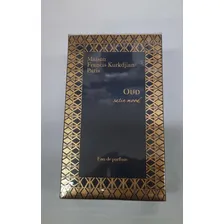 Maison
Francis Kurkdjian
Paris
OUD
satin mood
Eau de parfum